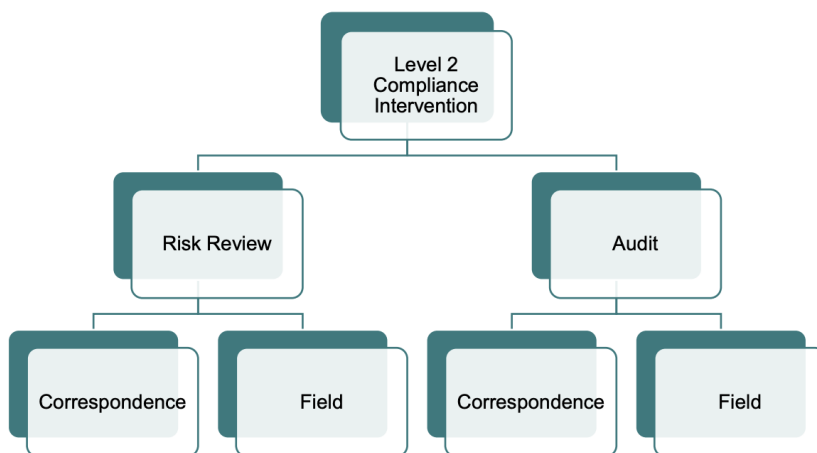 Level 2
Compliance
Intervention
Risk Review
Audit
Correspondence
Field
Correspondence
Field